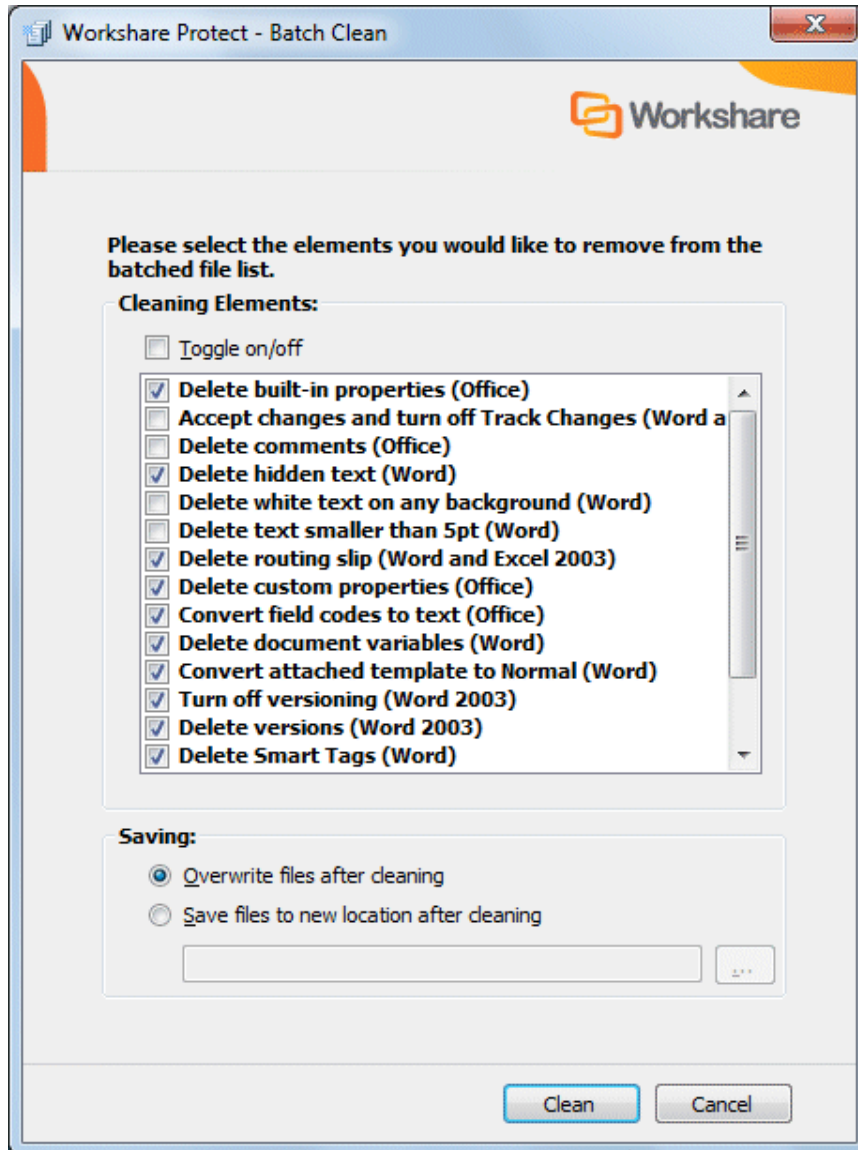 Workshare Protect - Batch Clean
Workshare
Please select the elements you would like to remove from the
batched file list.
Cleaning Elements:
Toggle on/off
Delete built-in properties (Office)
Accept changes and turn off Track Changes (Word a
Delete comments (Office)
Delete hidden text (Word)
Delete white text on any background (Word)
Delete text smaller than 5pt (Word)
Delete routing slip (Word and Excel 2003)
Delete custom properties (Office)
Convert field codes to text (Office)
Delete document variables (Word)
Convert attached template to Normal (Word)
Turn off versioning (Word 2003)
Delete versions (Word 2003)
Delete Smart Tags (Word)
Saving:
Overwrite files after cleaning
Save files to new location after cleaning
...
Clean Cancel